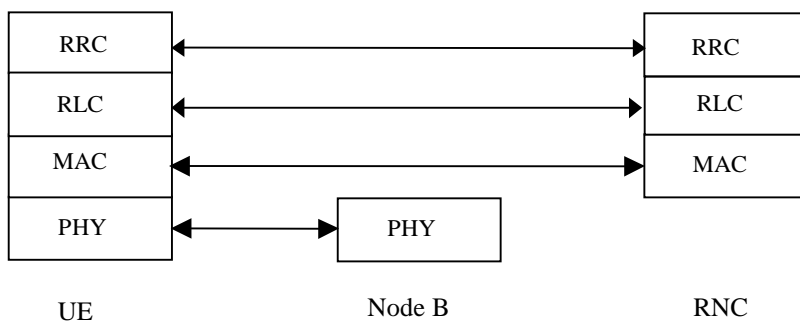 RRC RRC
RLC RLC
MAC MAC
PHY PHY
UE Node B RNC